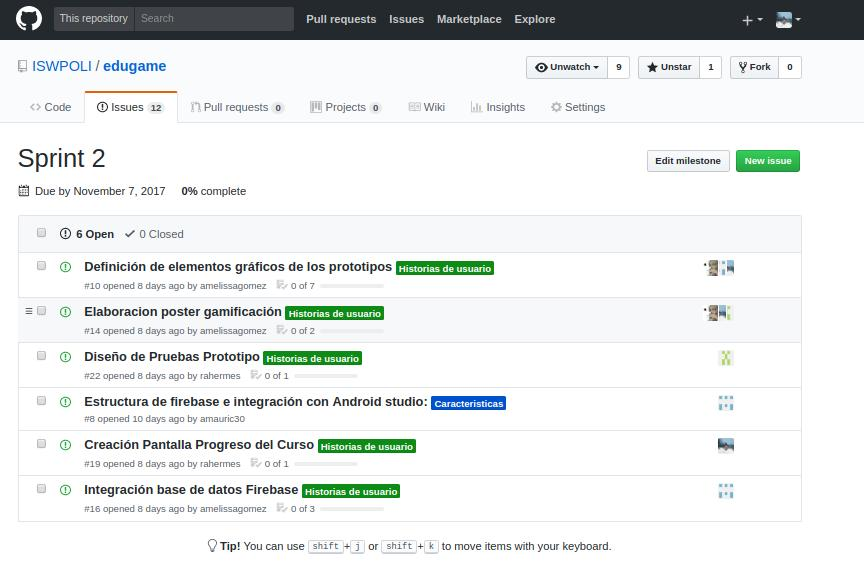 This repository Search Pull requests Issues Marketplace Explore
ISWPOLI / edugame Unwatch 9 Unstar 1 Fork 0
Code Issues 12 Pull requests 0 Projects 0 Wiki Insights Settings
Sprint 2 Edit milestone New issue
Due by November 7, 2017 0% complete
6 Open 0 Closed
Definición de elementos gráficos de los prototipos Historias de usuario
#10 opened 8 days ago by amelissagomez 0 of 7
Elaboracion poster gamificación Historias de usuario
#14 opened 8 days ago by amelissagomez 0 of 2
Diseño de Pruebas Prototipo Historias de usuario
#22 opened 8 days ago by rahermes 0 of 1
Estructura de firebase e integración con Android studio: Caracteristicas
#8 opened 10 days ago by amauric30
Creación Pantalla Progreso del Curso Historias de usuario
#19 opened 8 days ago by rahermes 0 of 1
Integración base de datos Firebase Historias de usuario
#16 opened 8 days ago by amelissagomez 0 of 3
Tip! You can use shift+j or shift+k to move items with your keyboard.